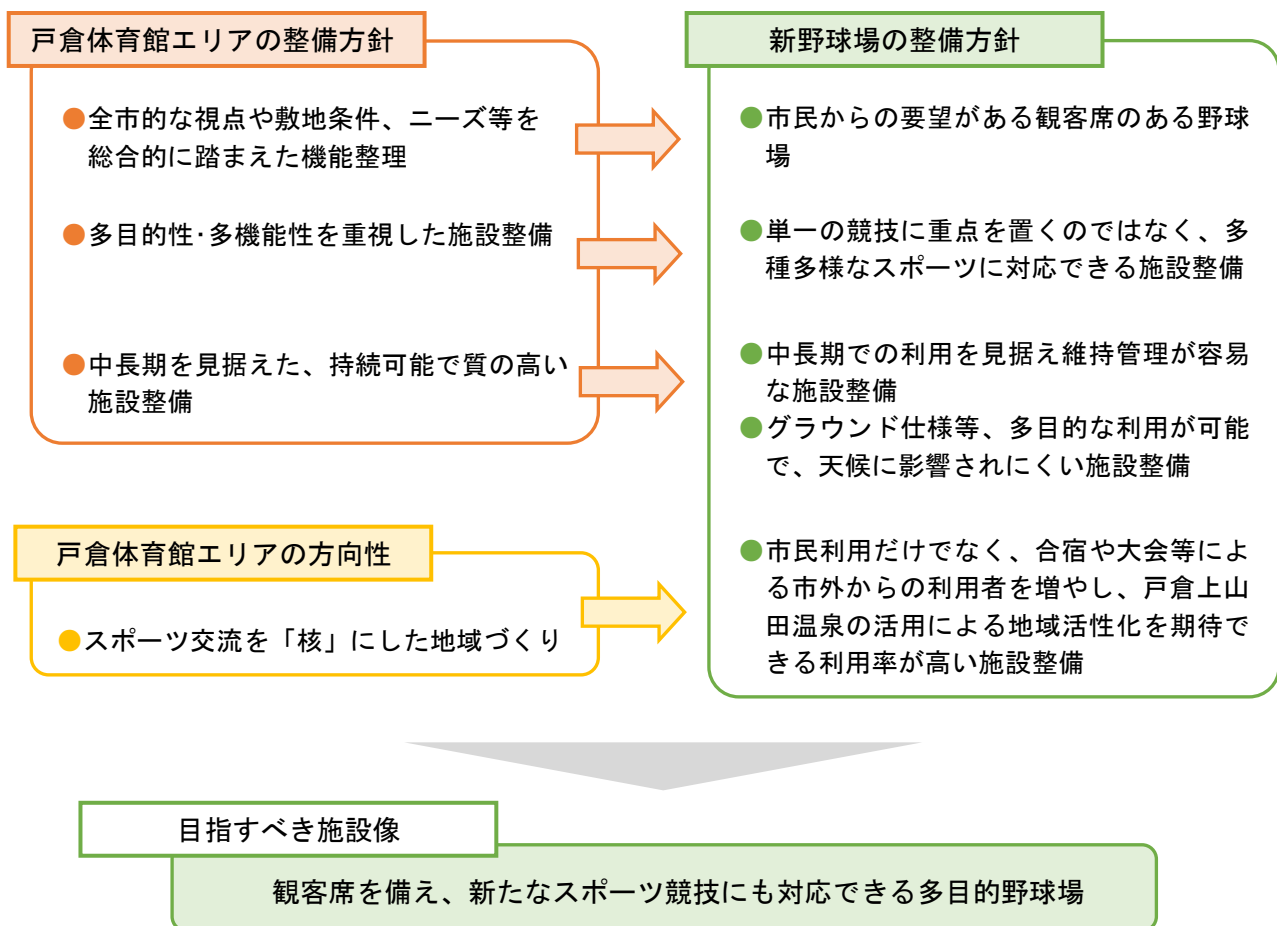 戸倉体育館エリアの整備方針
●全市的な視点や敷地条件、ニーズ等を
総合的に踏まえた機能整理
●多目的性･多機能性を重視した施設整備
●中長期を見据えた、持続可能で質の高い
施設整備
戸倉体育館エリアの方向性
●スポーツ交流を「核」にした地域づくり
新野球場の整備方針
●市民からの要望がある観客席のある野球
場
●単一の競技に重点を置くのではなく、多
種多様なスポーツに対応できる施設整備
●中長期での利用を見据え維持管理が容易
な施設整備
●グラウンド仕様等、多目的な利用が可能
で、天候に影響されにくい施設整備
●市民利用だけでなく、合宿や大会等によ
る市外からの利用者を増やし、戸倉上山
田温泉の活用による地域活性化を期待で
きる利用率が高い施設整備
目指すべき施設像
観客席を備え、新たなスポーツ競技にも対応できる多目的野球場